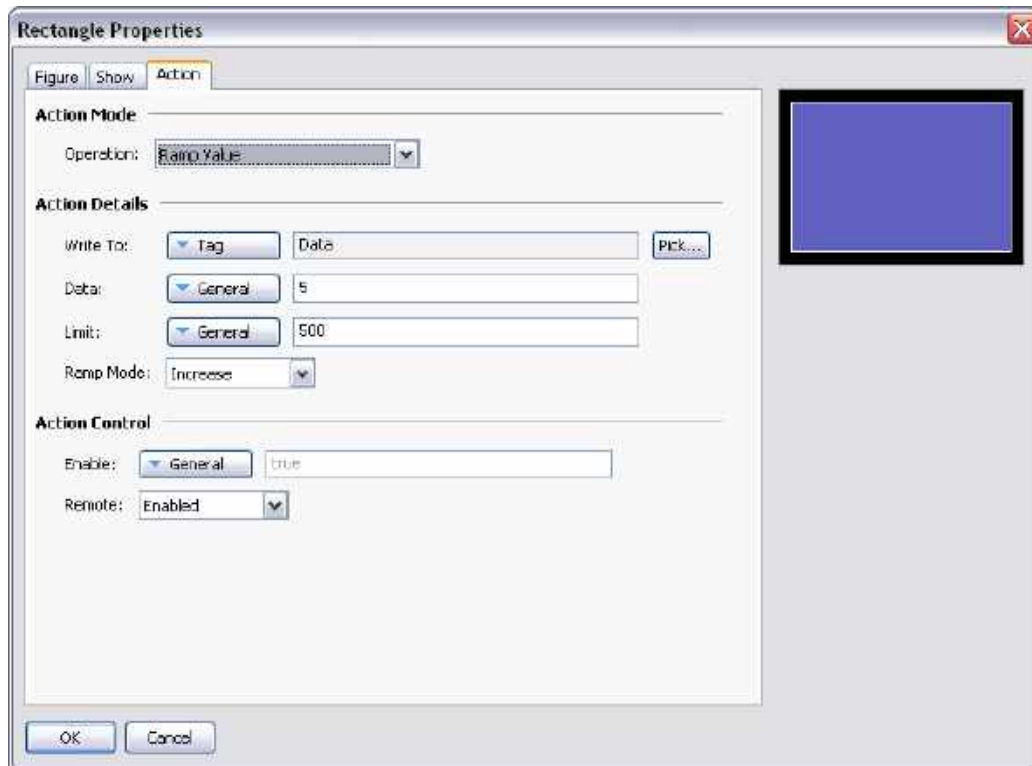 Rectangle Properties
Figure Show Action
Action Mode
Operation: Ramp Value
Action Details
Write To: Tag Data Pick...
Data: General 5
Limit: General 500
Ramp Mode: Increase
Action Control
Enable: General true
Remote: Enabled
OK Cancel